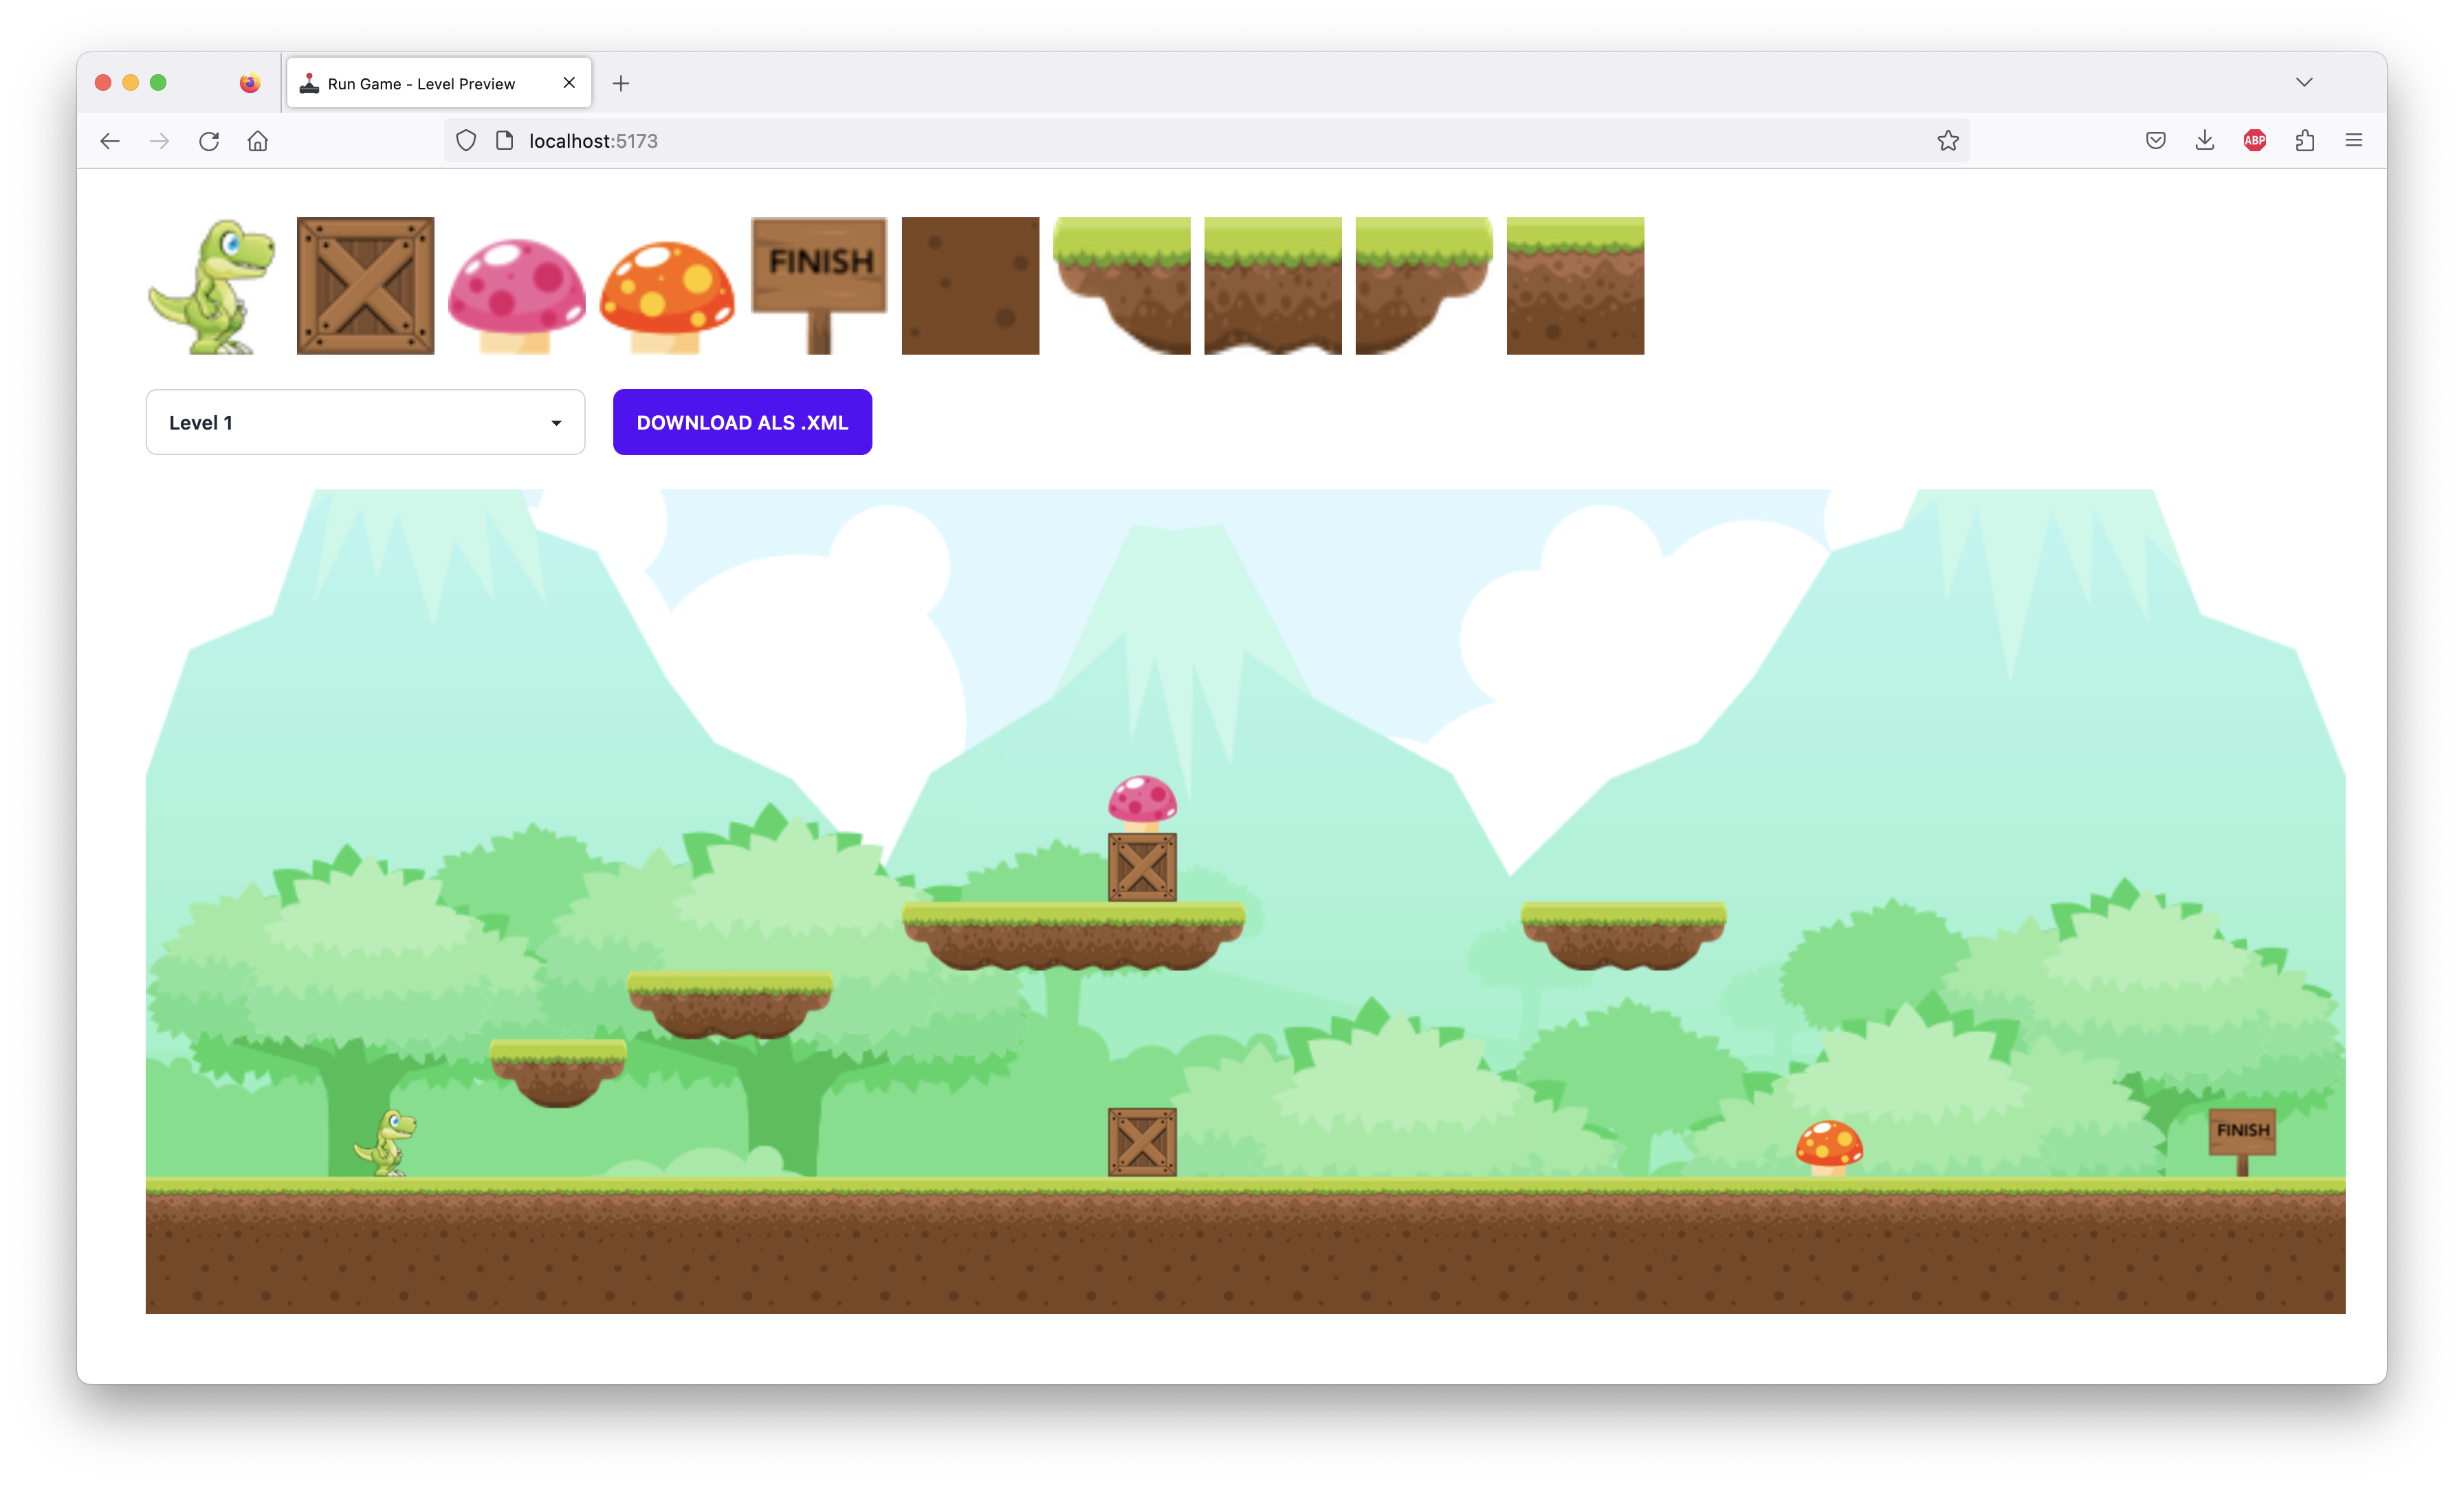 Run Game - Level Preview
localhost:5173
ABP
FINISH
Level 1
DOWNLOAD ALS .XML
FINISH